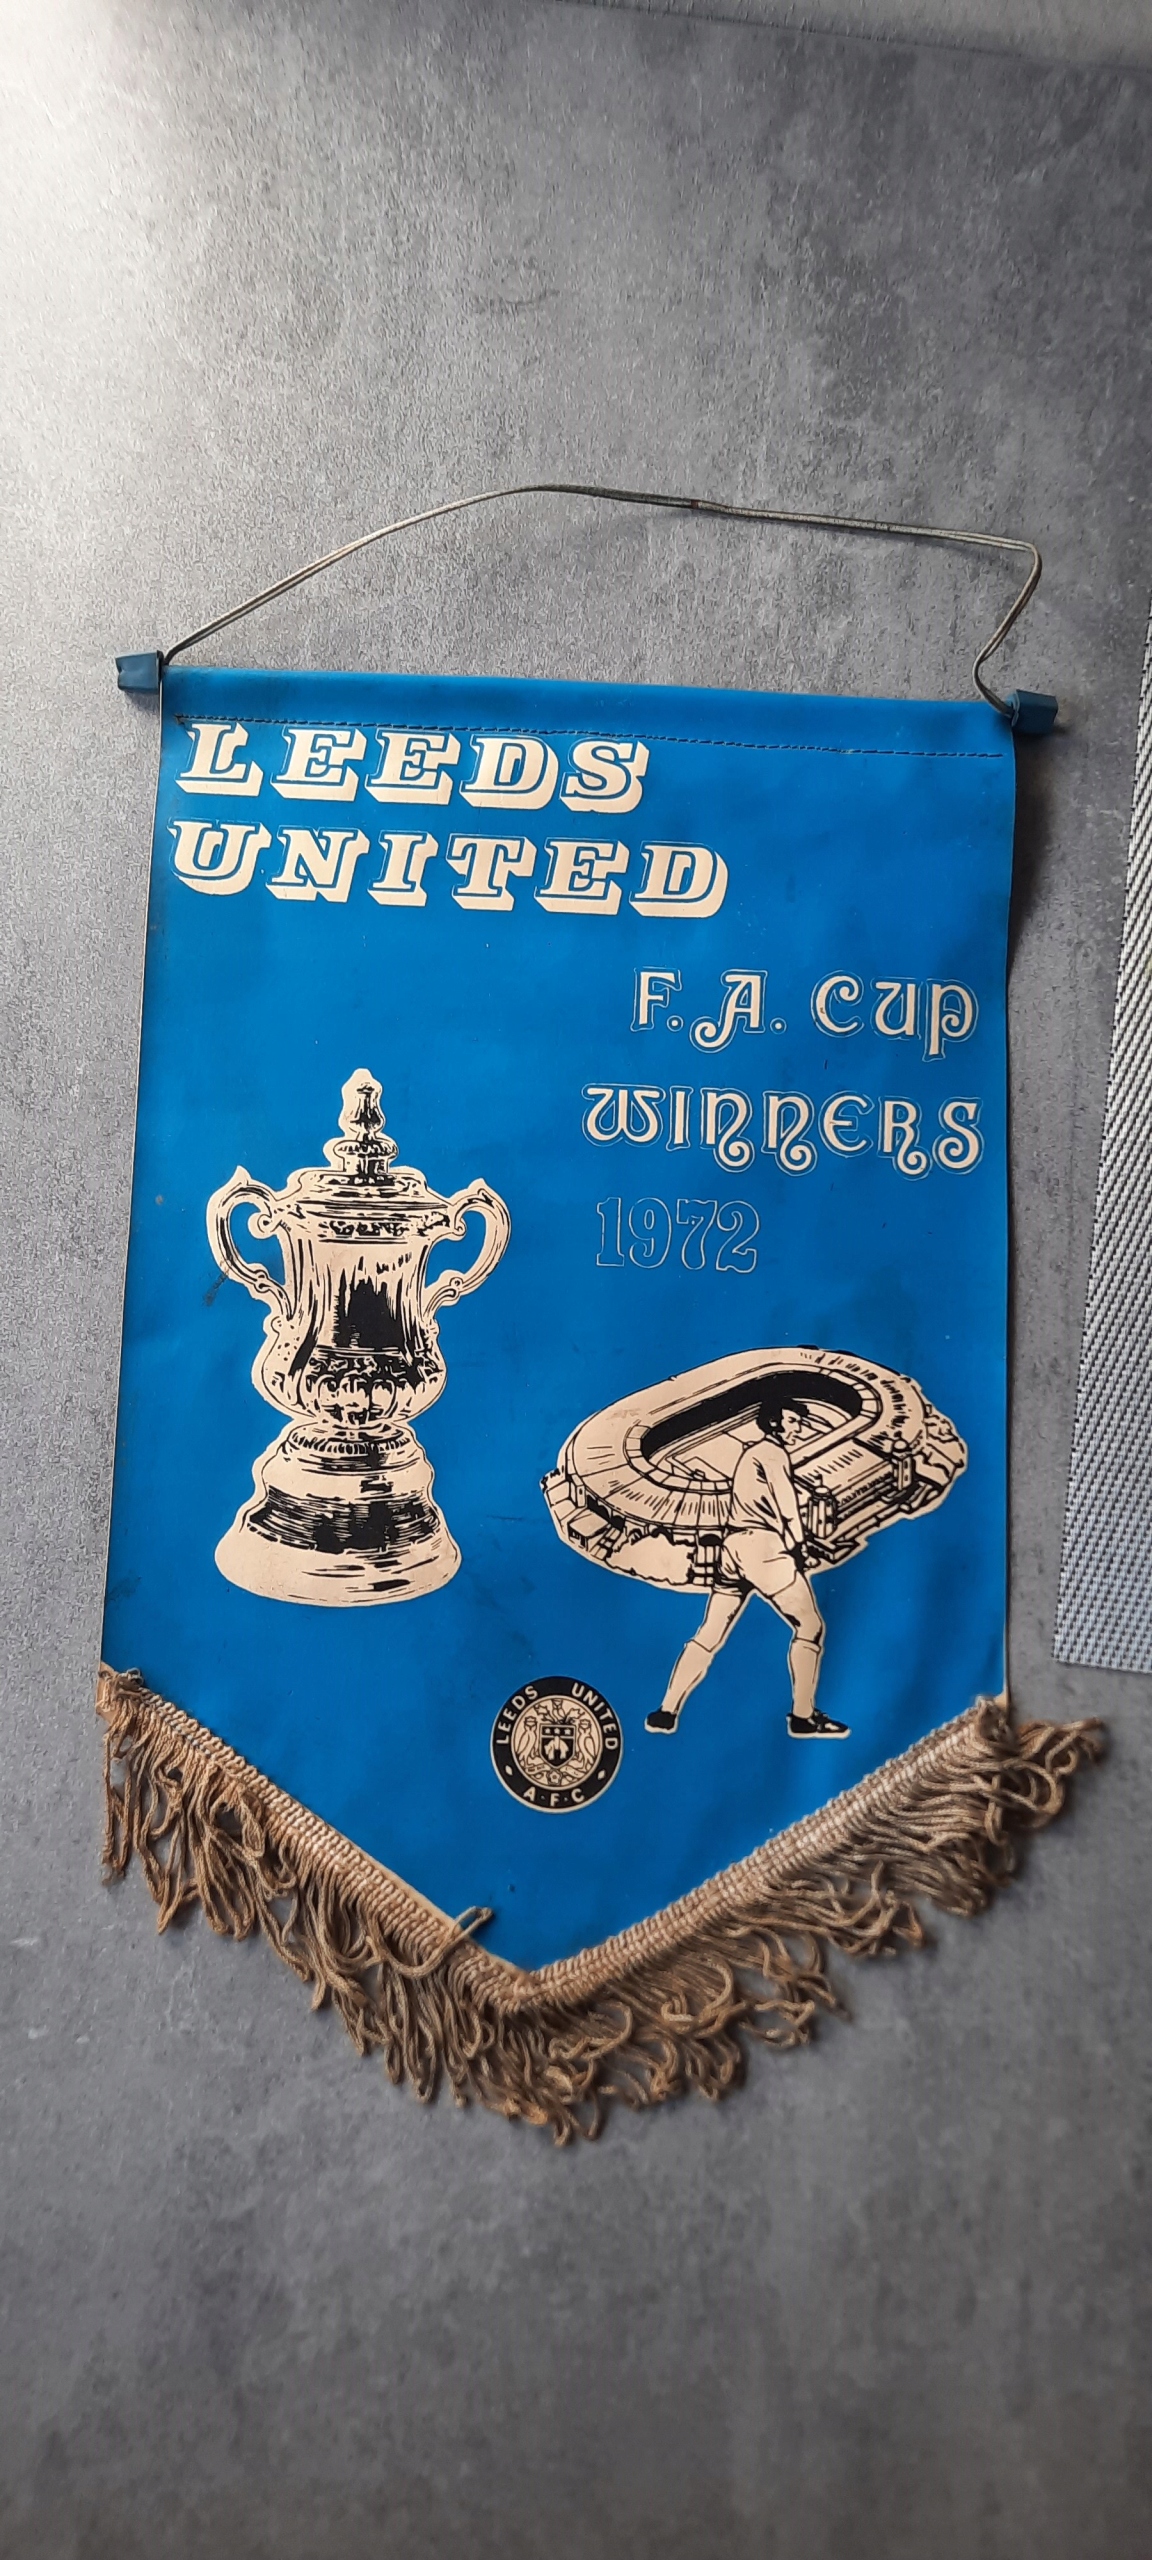 LEEDS
UNITED
F.A. CUP
WINNERS
1972
LEEDS UNITED
A·F·C